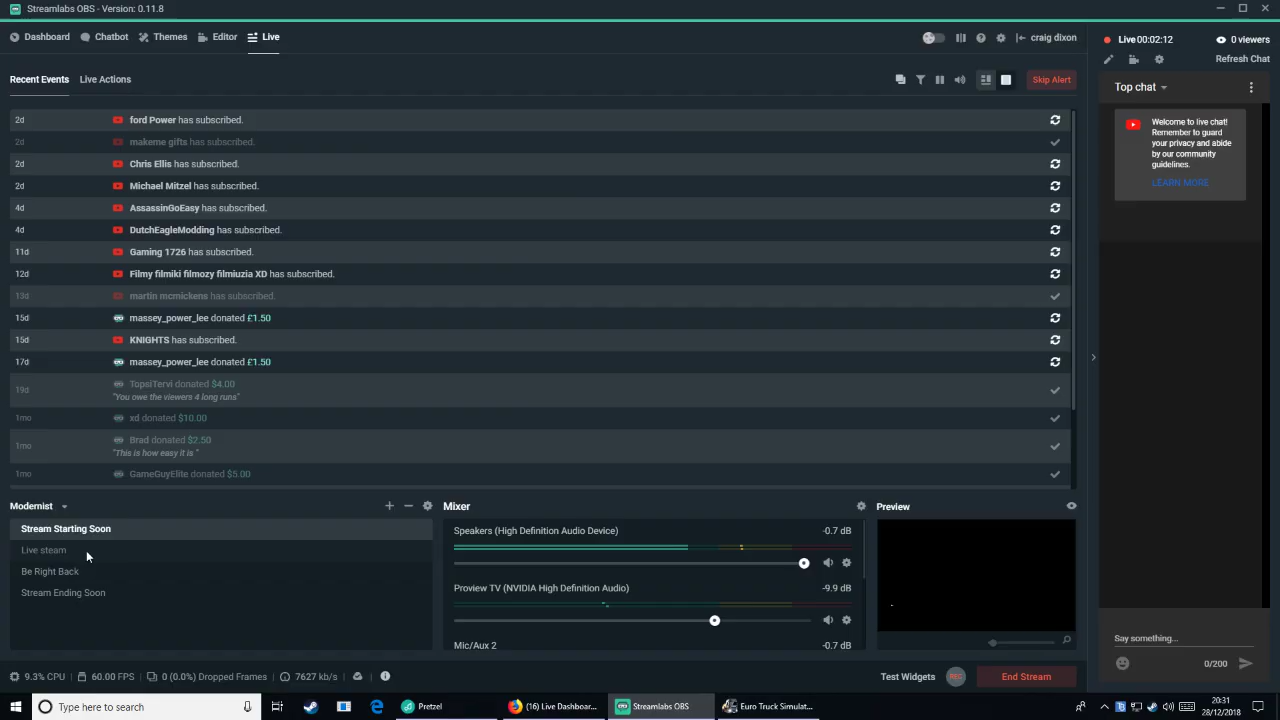 Streamlabs OBS - Version: 0.11.8
Dashboard Chatbot Themes Editor Live craig dixon
Live 00:02:12 0 viewers
Refresh Chat
Recent Events Live Actions Skip Alert
Top chat
Welcome to live chat!
Remember to guard
your privacy and abide
by our community
guidelines.
LEARN MORE
2d ford Power has subscribed.
2d makeme gifts has subscribed.
2d Chris Ellis has subscribed.
2d Michael Mitzel has subscribed.
4d AssassinGoEasy has subscribed.
4d DutchEagleModding has subscribed.
11d Gaming 1726 has subscribed.
12d Filmy filmiki filmozy filmiuzia XD has subscribed.
13d martin mcmickens has subscribed.
15d massey_power_lee donated £1.50
15d KNIGHTS has subscribed.
17d massey_power_lee donated £1.50
19d TopsiTervi donated $4.00
"You owe the viewers 4 long runs"
1mo xd donated $10.00
1mo Brad donated $2.50
"This is how easy it is "
1mo GameGuyElite donated $5.00
Modernist
Stream Starting Soon
Live steam
Be Right Back
Stream Ending Soon
Mixer
Speakers (High Definition Audio Device) -0.7 dB
Proview TV (NVIDIA High Definition Audio) -9.9 dB
Mic/Aux 2 -0.7 dB
Preview
Say something...
0/200
9.3% CPU 60.00 FPS 0 (0.0%) Dropped Frames 7627 kb/s
Test Widgets REC End Stream
Type here to search
Pretzel
(16) Live Dashboar...
Streamlabs OBS
Euro Truck Simulat...
20:31
28/12/2018